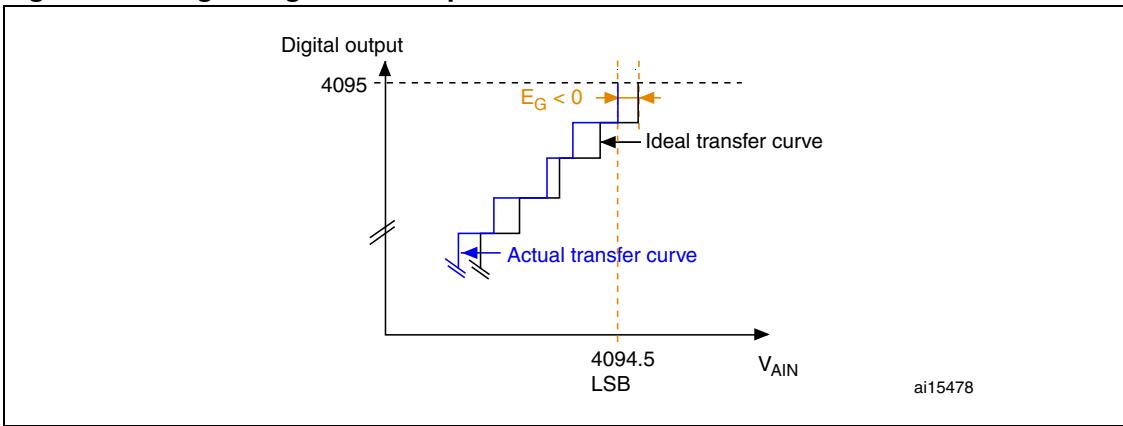 Digital output
4095
E_G < 0
Ideal transfer curve
Actual transfer curve
4094.5
LSB
V_AIN
ai15478